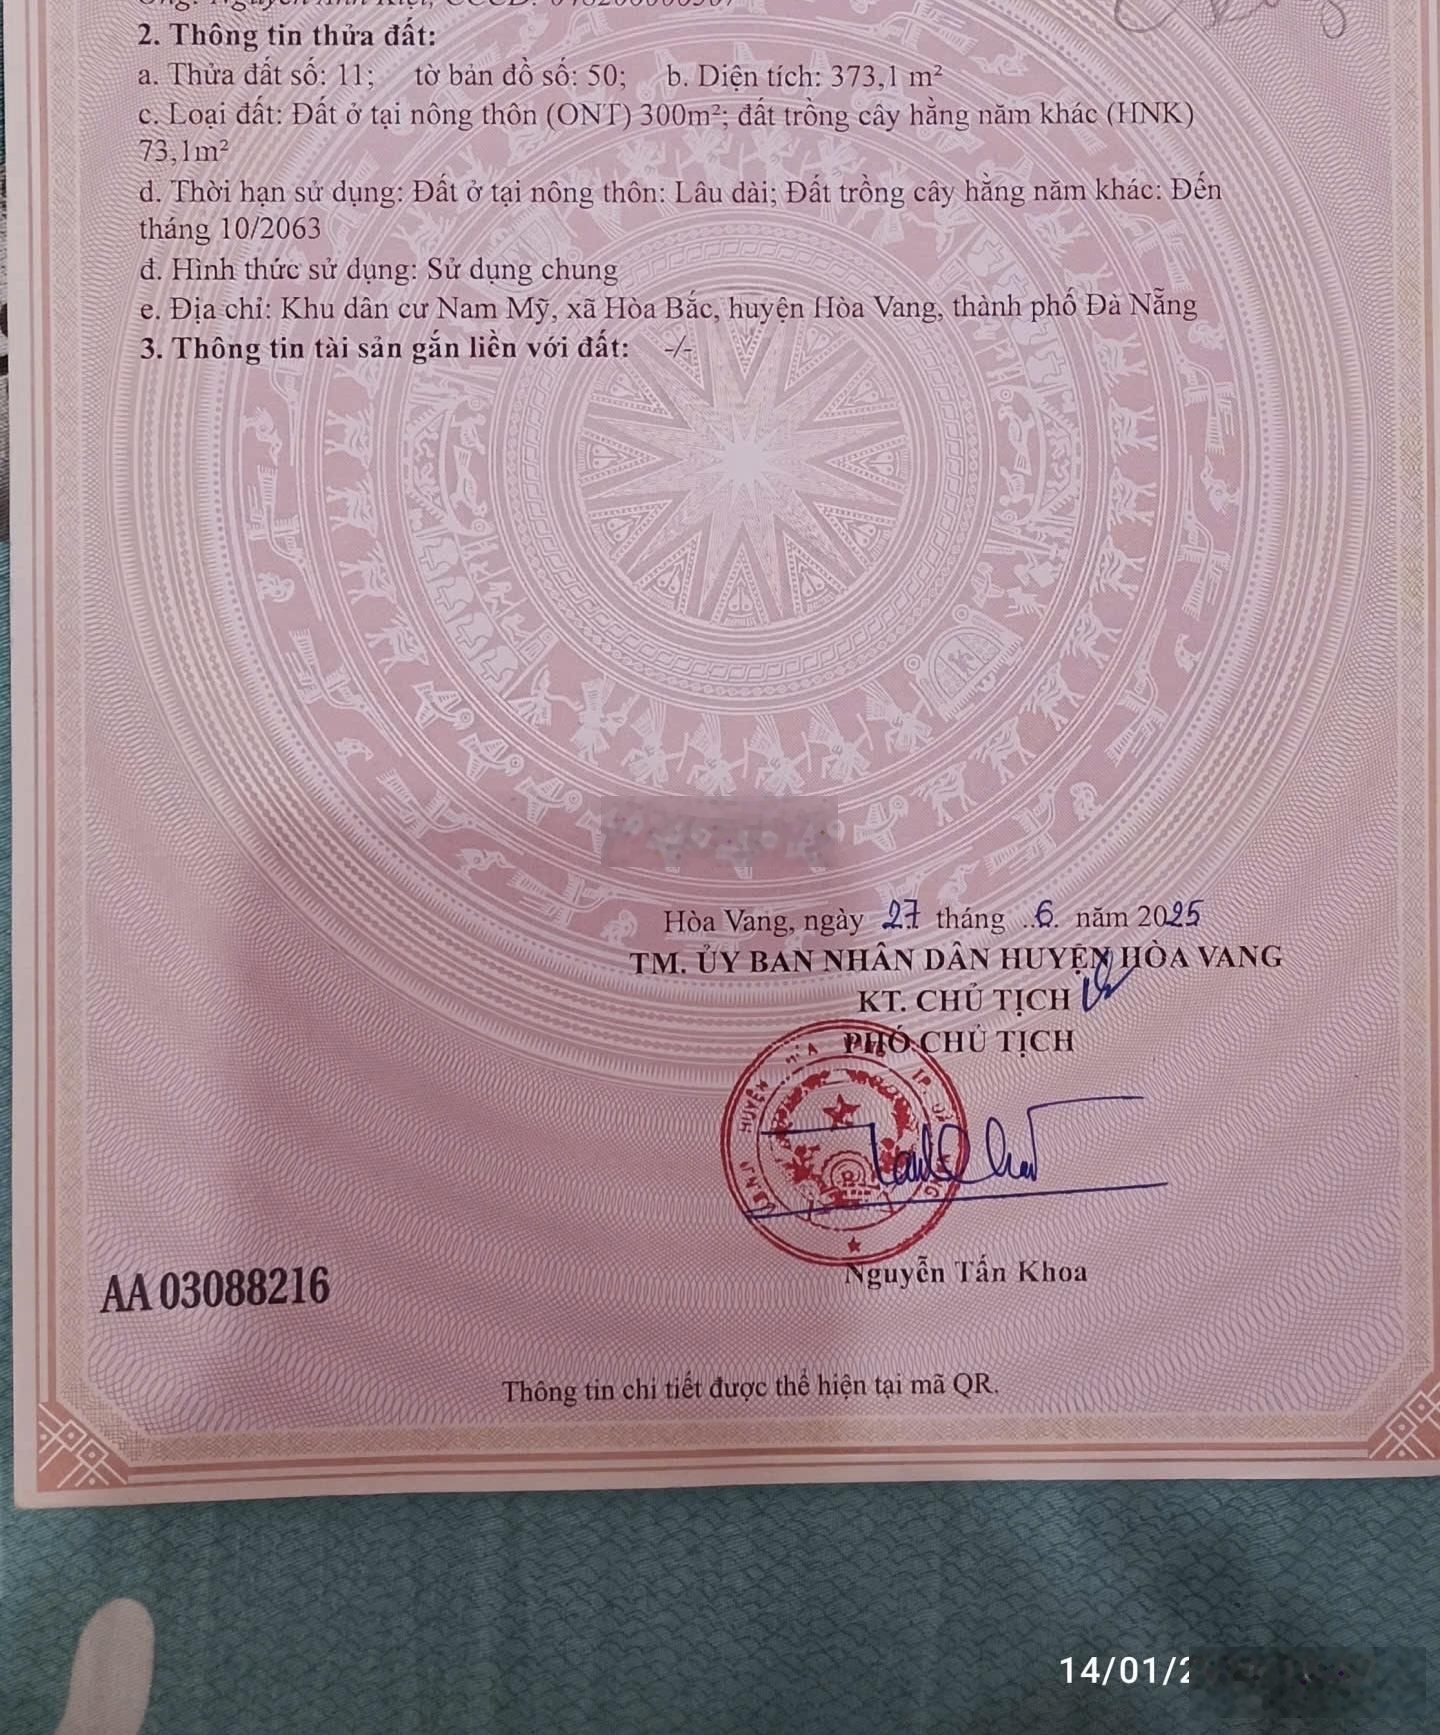 2. Thông tin thửa đất:
a. Thửa đất số: 11; tờ bản đồ số: 50; b. Diện tích: 373,1 m²
c. Loại đất: Đất ở tại nông thôn (ONT) 300m²; đất trồng cây hằng năm khác (HNK)
73,1m²
d. Thời hạn sử dụng: Đất ở tại nông thôn: Lâu dài; Đất trồng cây hằng năm khác: Đến
tháng 10/2063
đ. Hình thức sử dụng: Sử dụng chung
e. Địa chỉ: Khu dân cư Nam Mỹ, xã Hòa Bắc, huyện Hòa Vang, thành phố Đà Nẵng
3. Thông tin tài sản gắn liền với đất: -/-
Hòa Vang, ngày 27 tháng 6 năm 2025
TM. ỦY BAN NHÂN DÂN HUYỆN HÒA VANG
KT. CHỦ TỊCH
PHÓ CHỦ TỊCH
HUYỆN HÒA TP.
Nguyễn Tấn Khoa
AA 03088216
Thông tin chi tiết được thể hiện tại mã QR.
14/01/2